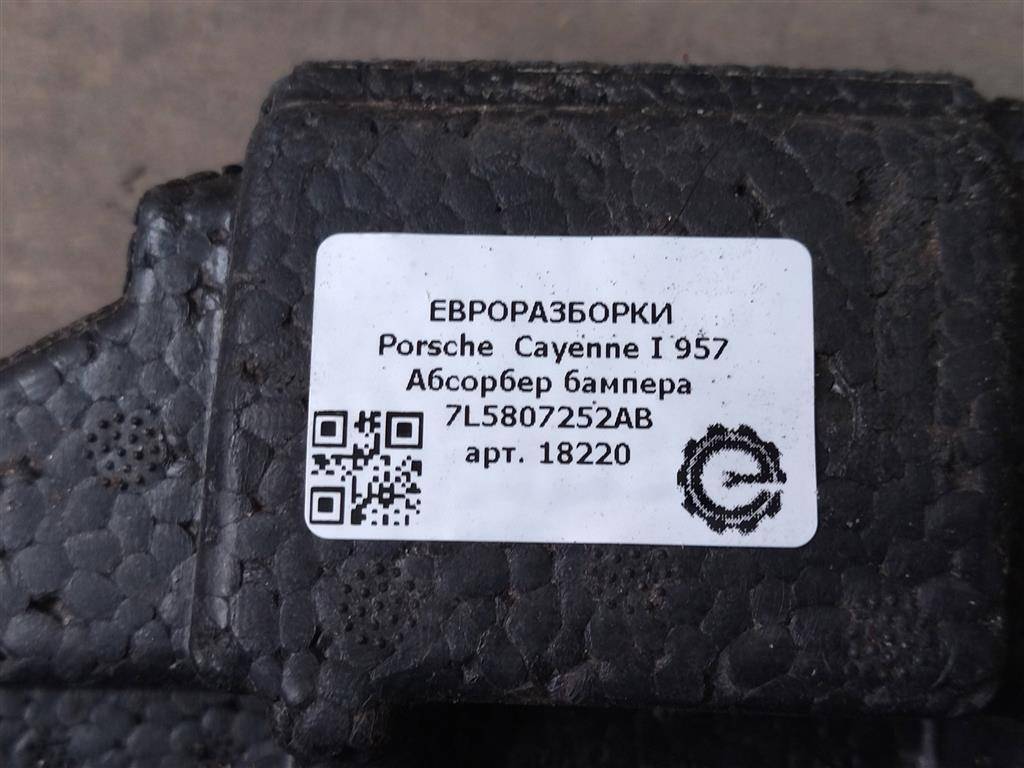 ЕВРОРАЗБОРКИ
Porsche Cayenne I 957
Абсорбер бампера
7L5807252AB
арт. 18220